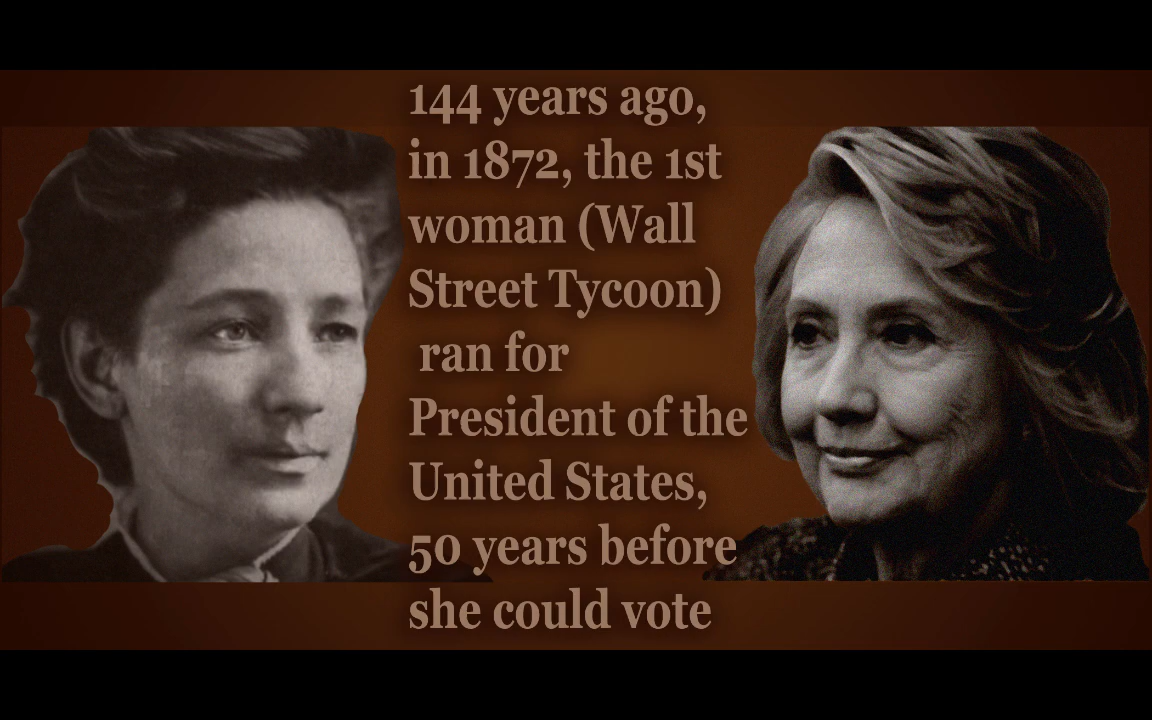 144 years ago,
in 1872, the 1st
woman (Wall
Street Tycoon)
ran for
President of the
United States,
50 years before
she could vote